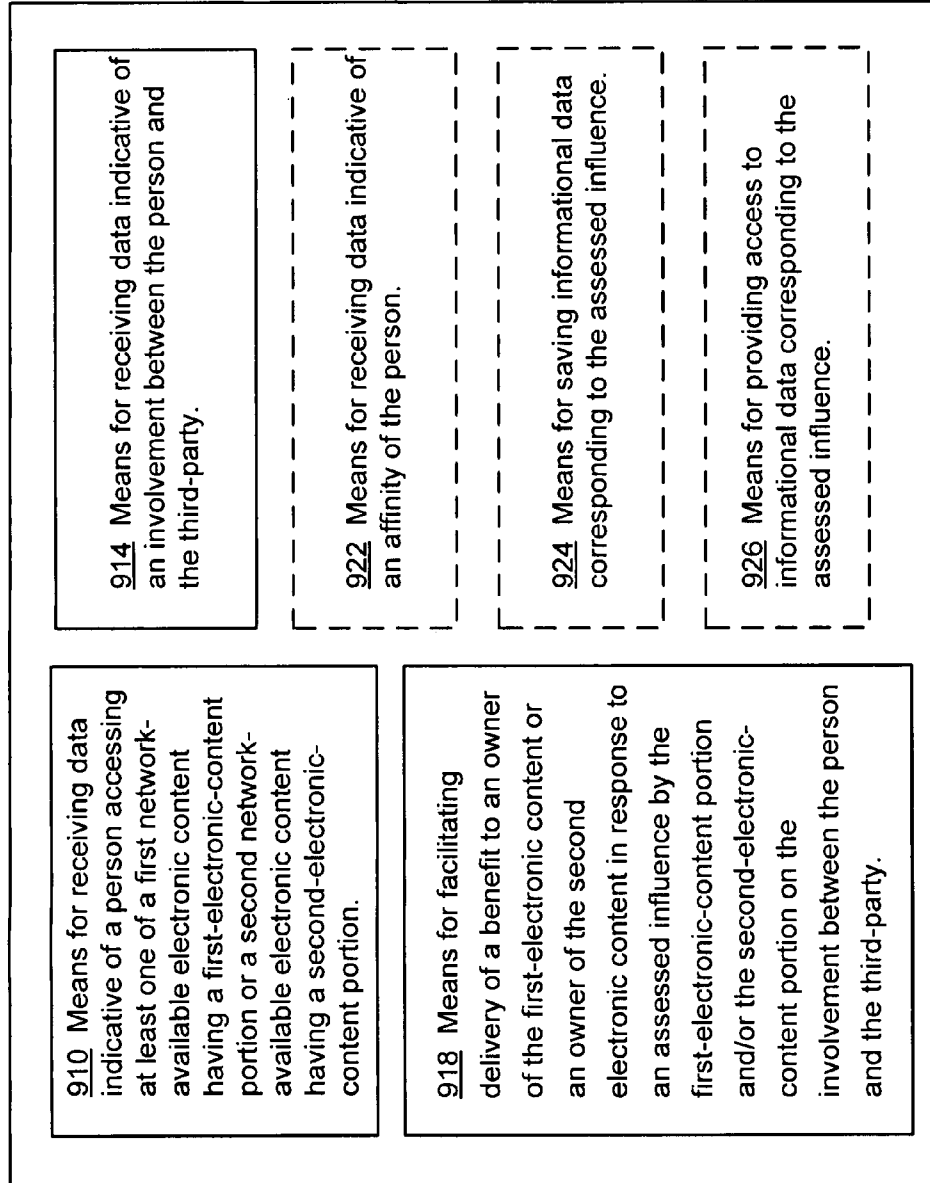 910 Means for receiving data
indicative of a person accessing
at least one of a first network-
available electronic content
having a first-electronic-content
portion or a second network-
available electronic content
having a second-electronic-
content portion.
914 Means for receiving data indicative of
an involvement between the person and
the third-party.
918 Means for facilitating
delivery of a benefit to an owner
of the first-electronic content or
an owner of the second
electronic content in response to
an assessed influence by the
first-electronic-content portion
and/or the second-electronic-
content portion on the
involvement between the person
and the third-party.
922 Means for receiving data indicative of
an affinity of the person.
924 Means for saving informational data
corresponding to the assessed influence.
926 Means for providing access to
informational data corresponding to the
assessed influence.